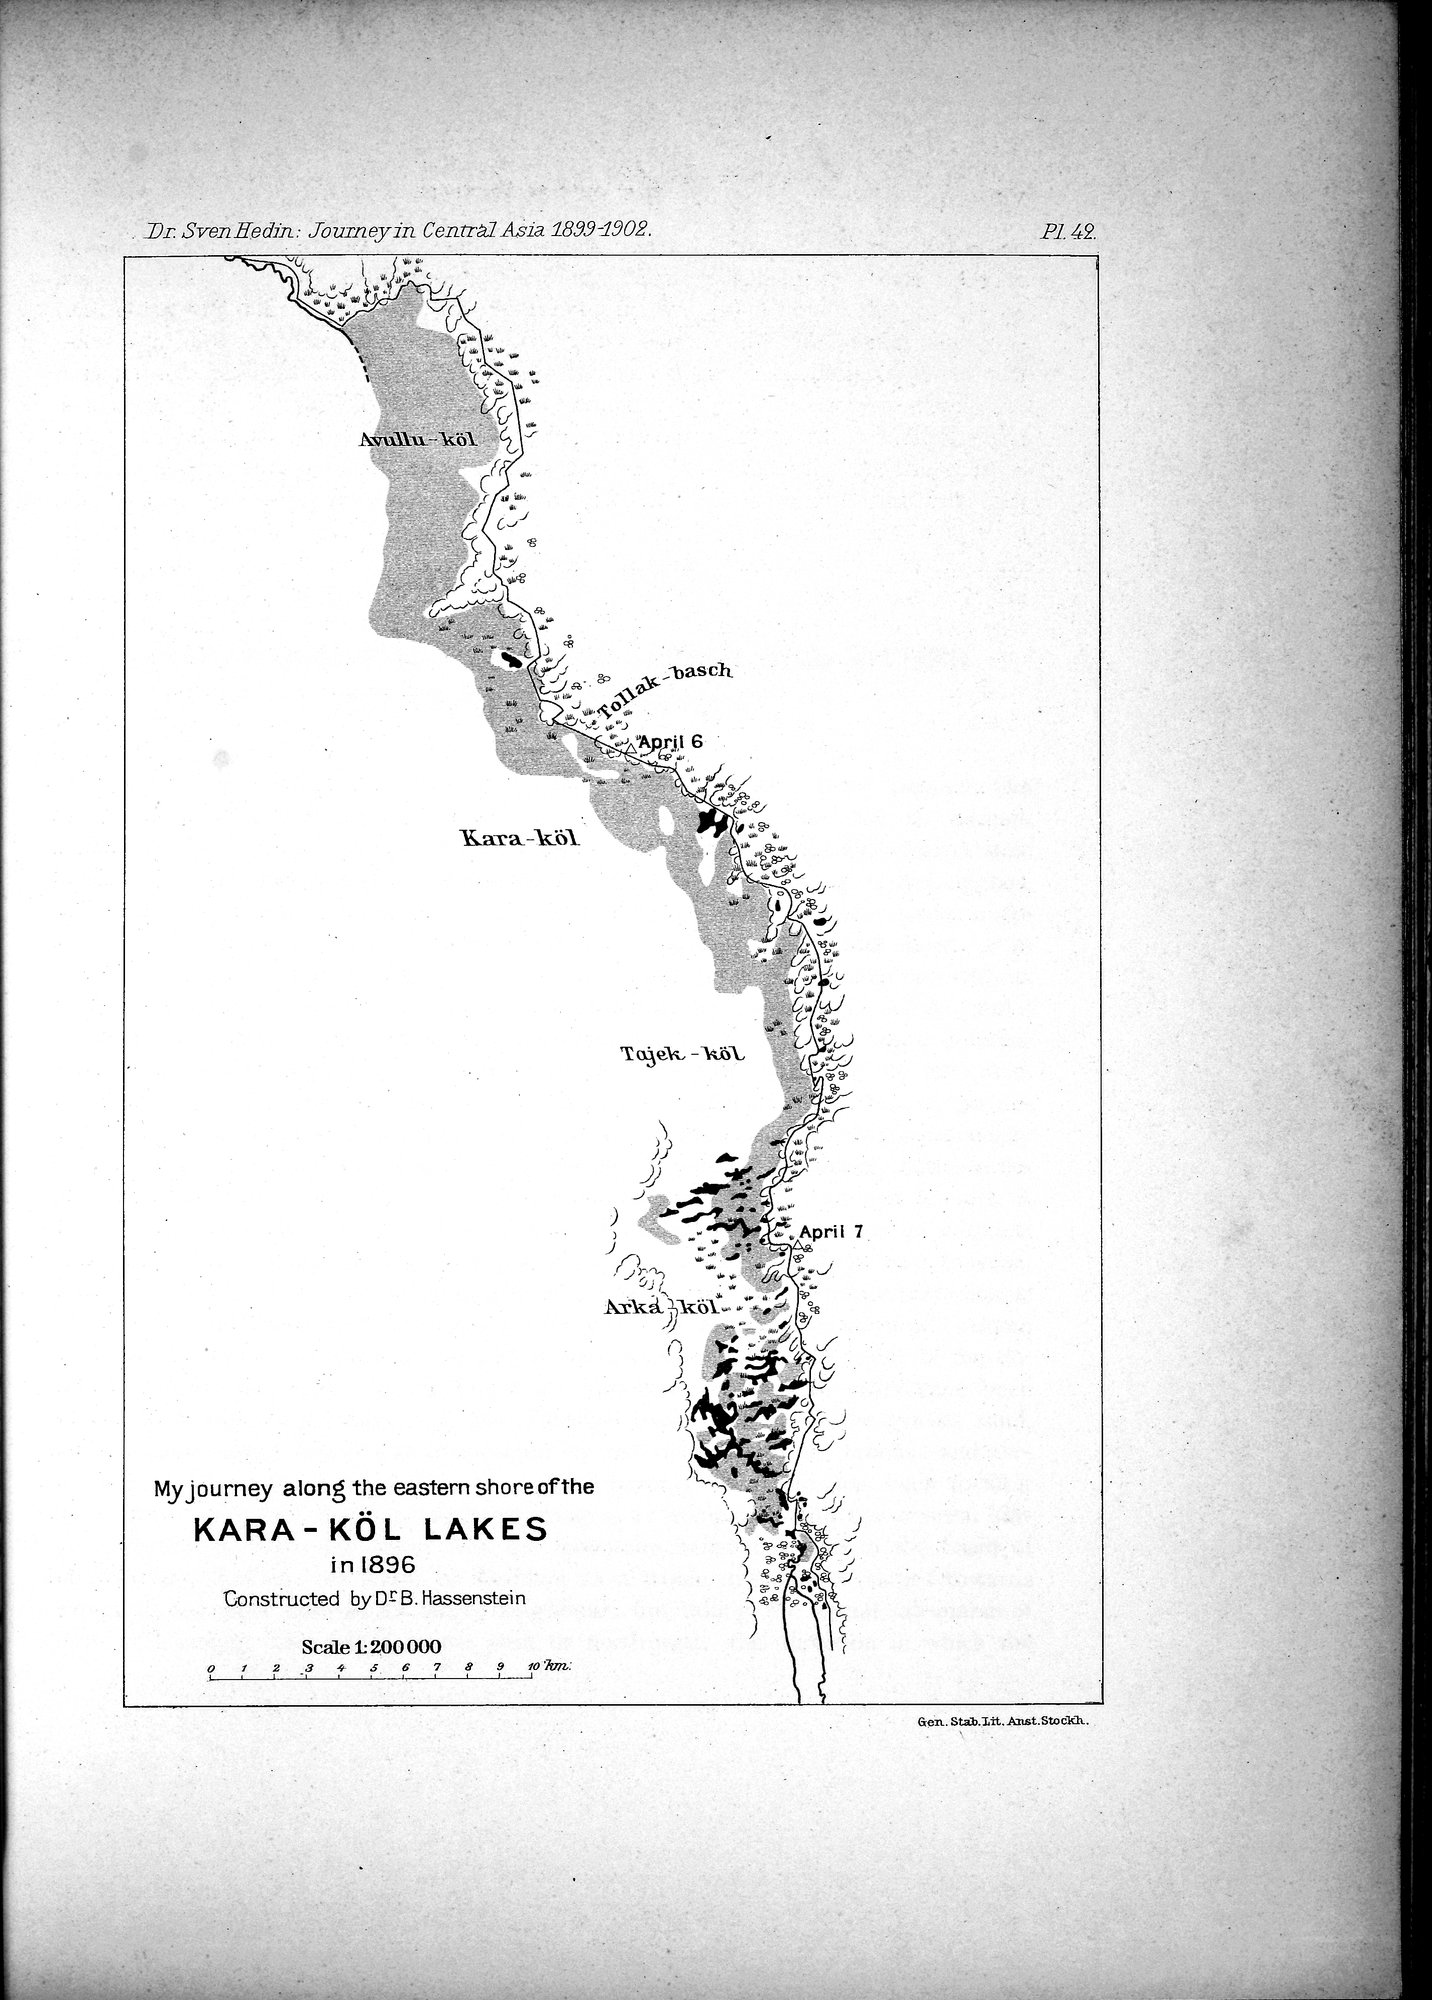 Dr. Sven Hedin: Journey in Central Asia 1899-1902.
Pl. 42.
Avullu-köl
Tollak-basch
April 6
Kara-köl
Tajek-köl
April 7
Arka-köl
My journey along the eastern shore of the
KARA-KÖL LAKES
in 1896
Constructed by Dr. B. Hassenstein
Scale 1:200 000
0 1 2 3 4 5 6 7 8 9 10 km.
Gen. Stab. Lit. Anst. Stockh.